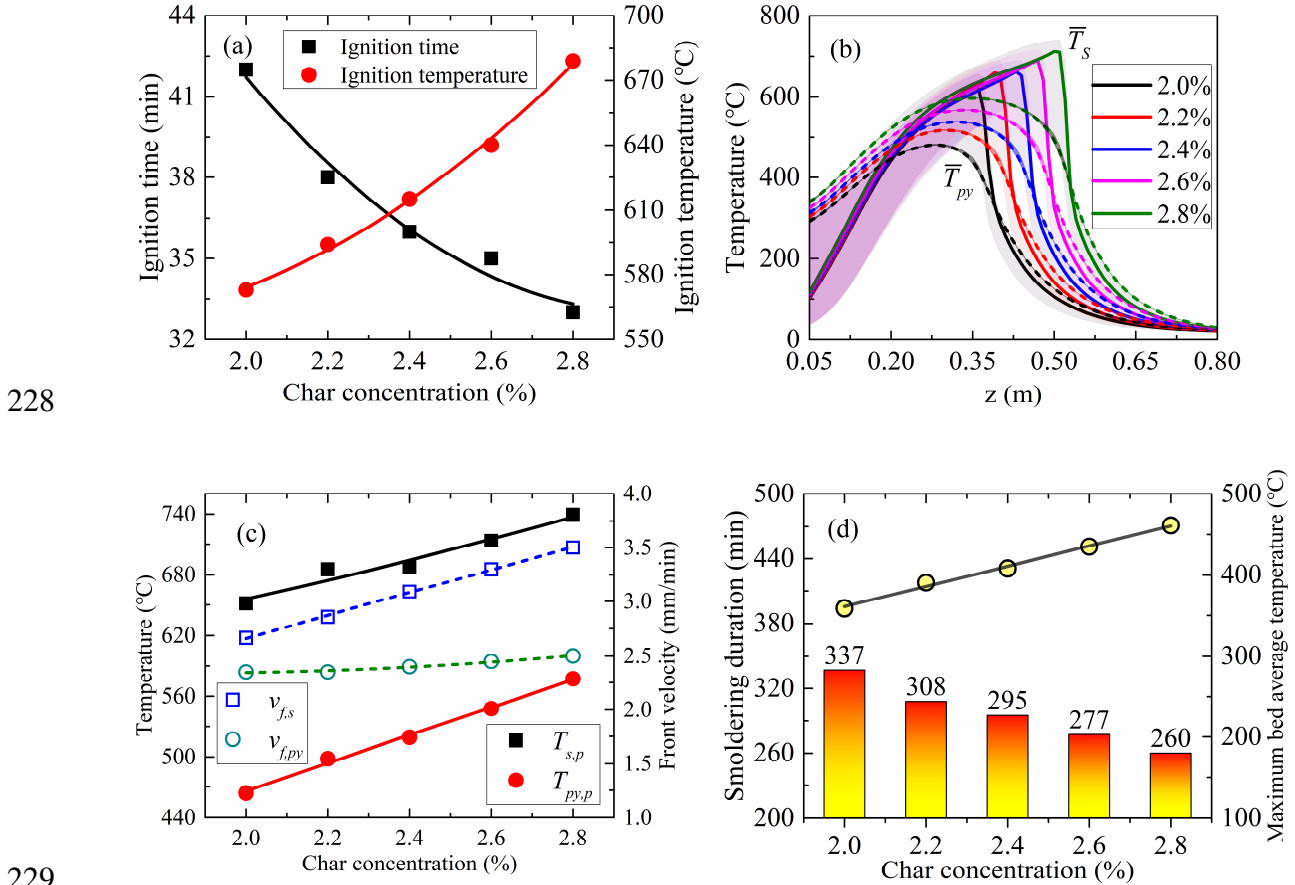 (a)
Ignition time
Ignition temperature
44
41
38
35
32
Ignition time (min)
700
670
640
610
580
550
Ignition temperature (°C)
2.0 2.2 2.4 2.6 2.8
Char concentration (%)
(b)
T̅S
T̅py
2.0%
2.2%
2.4%
2.6%
2.8%
800
600
400
200
0
Temperature (°C)
0.05 0.20 0.35 0.50 0.65 0.80
z (m)
228
(c)
740
680
620
560
500
440
Temperature (°C)
4.0
3.5
3.0
2.5
2.0
1.5
1.0
Front velocity (mm/min)
vf,s
vf,py
Ts,p
Tpy,p
2.0 2.2 2.4 2.6 2.8
Char concentration (%)
(d)
500
440
380
320
260
200
Smoldering duration (min)
500
400
300
200
100
Maximum bed average temperature (°C)
337
308
295
277
260
2.0 2.2 2.4 2.6 2.8
Char concentration (%)
229